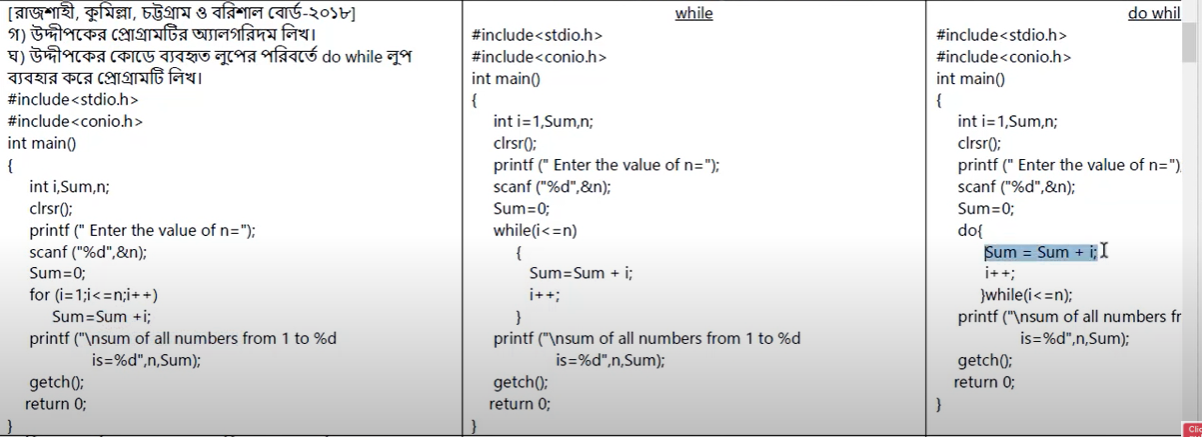 [রাজশাহী, কুমিল্লা, চট্টগ্রাম ও বরিশাল বোর্ড-২০১৮]
গ) উদ্দীপকের প্রোগ্রামটির অ্যালগরিদম লিখ।
ঘ) উদ্দীপকের কোডে ব্যবহৃত লুপের পরিবর্তে do while লুপ
ব্যবহার করে প্রোগ্রামটি লিখ।
#include<stdio.h>
#include<conio.h>
int main()
{
int i,Sum,n;
clrsr();
printf (" Enter the value of n=");
scanf ("%d",&n);
Sum=0;
for (i=1;i<=n;i++)
Sum=Sum +i;
printf ("\nsum of all numbers from 1 to %d
is=%d",n,Sum);
getch();
return 0;
}
while
#include<stdio.h>
#include<conio.h>
int main()
{
int i=1,Sum,n;
clrsr();
printf (" Enter the value of n=");
scanf ("%d",&n);
Sum=0;
while(i<=n)
{
Sum=Sum + i;
i++;
}
printf ("\nsum of all numbers from 1 to %d
is=%d",n,Sum);
getch();
return 0;
}
do whil
#include<stdio.h>
#include<conio.h>
int main()
{
int i=1,Sum,n;
clrsr();
printf (" Enter the value of n=")
scanf ("%d",&n);
Sum=0;
do{
Sum = Sum + i;
i++;
}while(i<=n);
printf ("\nsum of all numbers fr
is=%d",n,Sum);
getch();
return 0;
}